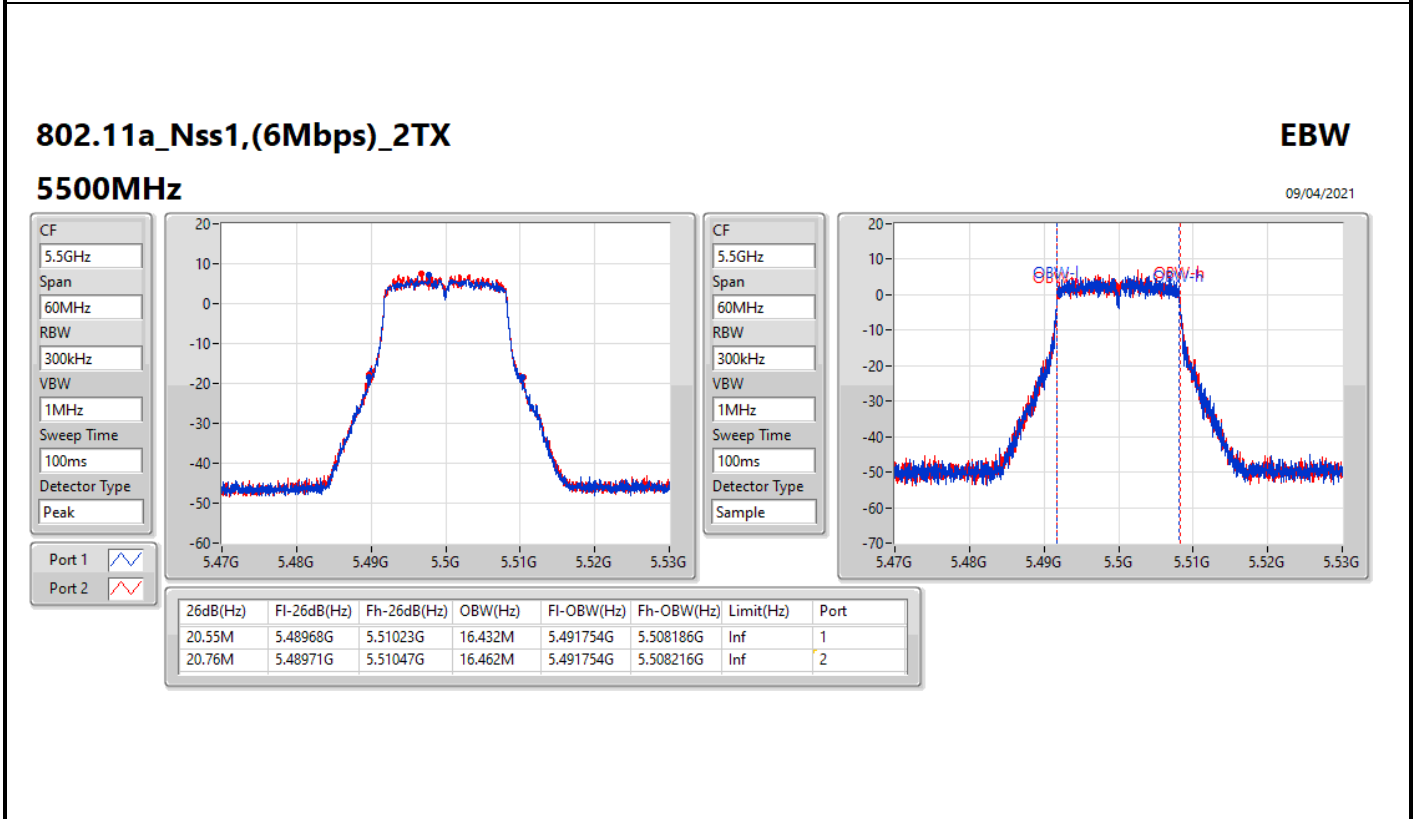 802.11a_Nss1,(6Mbps)_2TX
EBW
5500MHz
09/04/2021
CF
5.5GHz
Span
60MHz
RBW
300kHz
VBW
1MHz
Sweep Time
100ms
Detector Type
Peak
Port 1
Port 2
20
10
0
-10
-20
-30
-40
-50
-60
5.47G 5.48G 5.49G 5.5G 5.51G 5.52G 5.53G
CF
5.5GHz
Span
60MHz
RBW
300kHz
VBW
1MHz
Sweep Time
100ms
Detector Type
Sample
20
10
0
-10
-20
-30
-40
-50
-60
-70
OBW-l OBW-h
OBW-l OBW-h
5.47G 5.48G 5.49G 5.5G 5.51G 5.52G 5.53G
26dB(Hz) Fl-26dB(Hz) Fh-26dB(Hz) OBW(Hz) Fl-OBW(Hz) Fh-OBW(Hz) Limit(Hz) Port
20.55M 5.48968G 5.51023G 16.432M 5.491754G 5.508186G Inf 1
20.76M 5.48971G 5.51047G 16.462M 5.491754G 5.508216G Inf 2